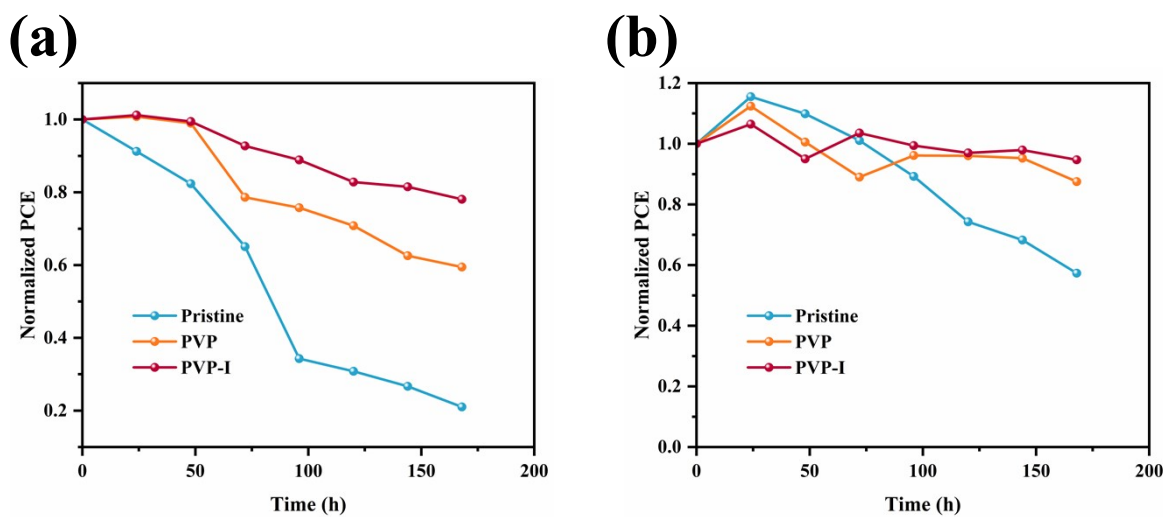 (a)
1.0
0.8
0.6
0.4
0.2
Normalized PCE
Pristine
PVP
PVP-I
0 50 100 150 200
Time (h)
(b)
1.2
1.0
0.8
0.6
0.4
0.2
0.0
Normalized PCE
Pristine
PVP
PVP-I
0 50 100 150 200
Time (h)